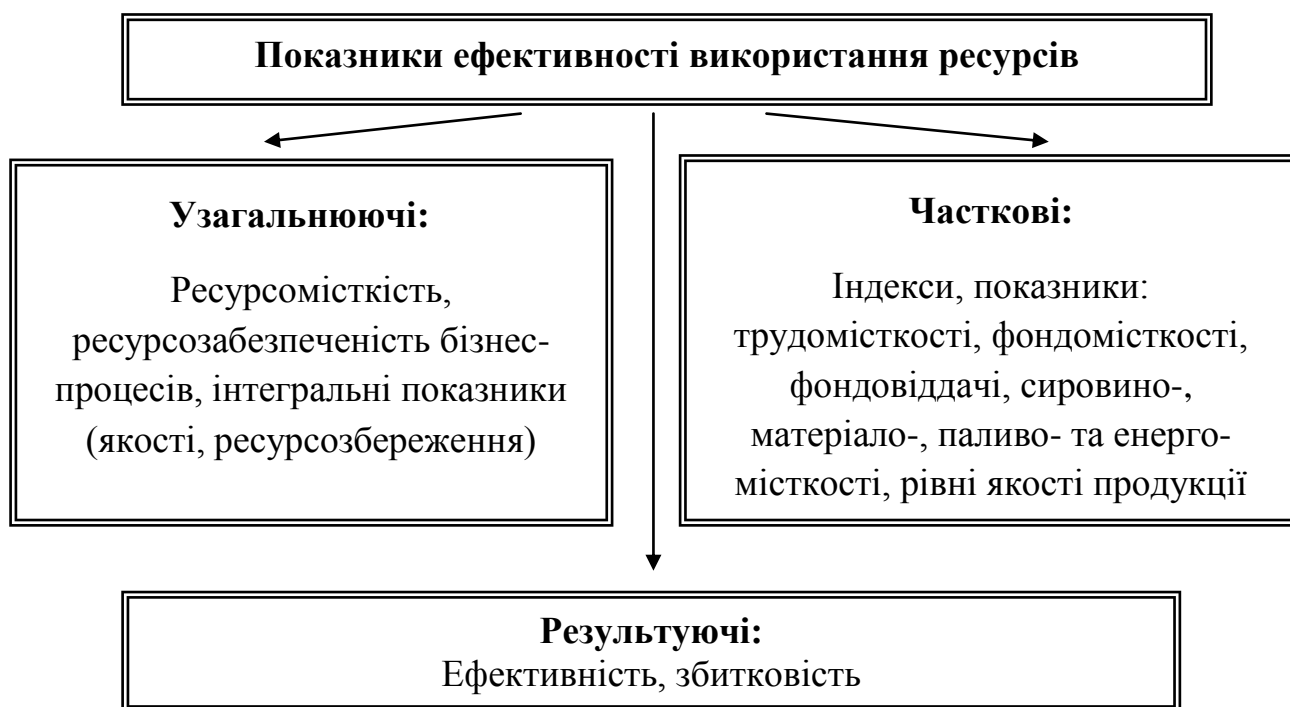 Показники ефективності використання ресурсів
Узагальнюючі:
Ресурсомісткість,
ресурсозабезпеченість бізнес-
процесів, інтегральні показники
(якості, ресурсозбереження)
Часткові:
Індекси, показники:
трудомісткості, фондомісткості,
фондовіддачі, сировино-,
матеріало-, паливо- та енерго-
місткості, рівні якості продукції
Результуючі:
Ефективність, збитковість